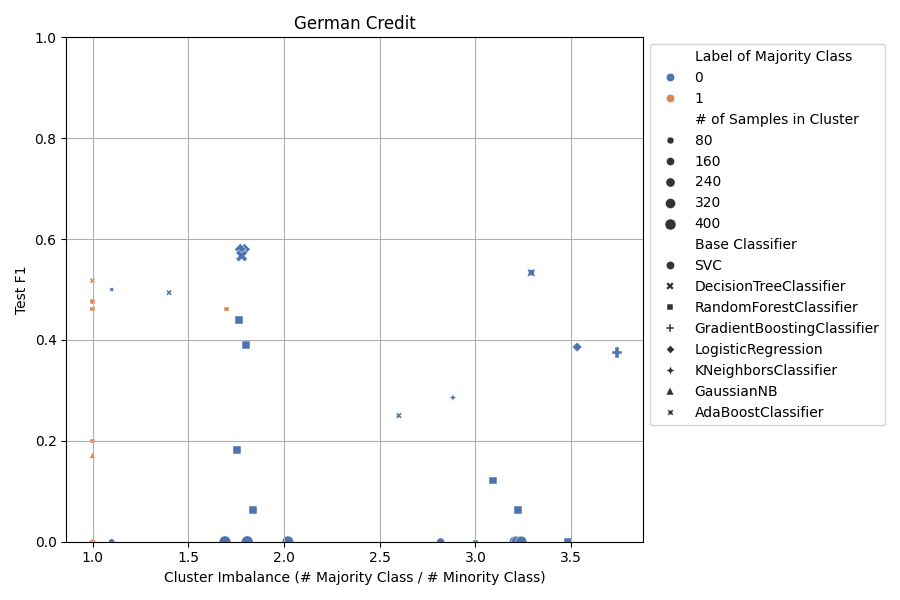 German Credit
1.0
0.8
0.6
0.4
0.2
0.0
Test F1
1.0 1.5 2.0 2.5 3.0 3.5
Cluster Imbalance (# Majority Class / # Minority Class)
Label of Majority Class
0
1
# of Samples in Cluster
80
160
240
320
400
Base Classifier
SVC
DecisionTreeClassifier
RandomForestClassifier
GradientBoostingClassifier
LogisticRegression
KNeighborsClassifier
GaussianNB
AdaBoostClassifier